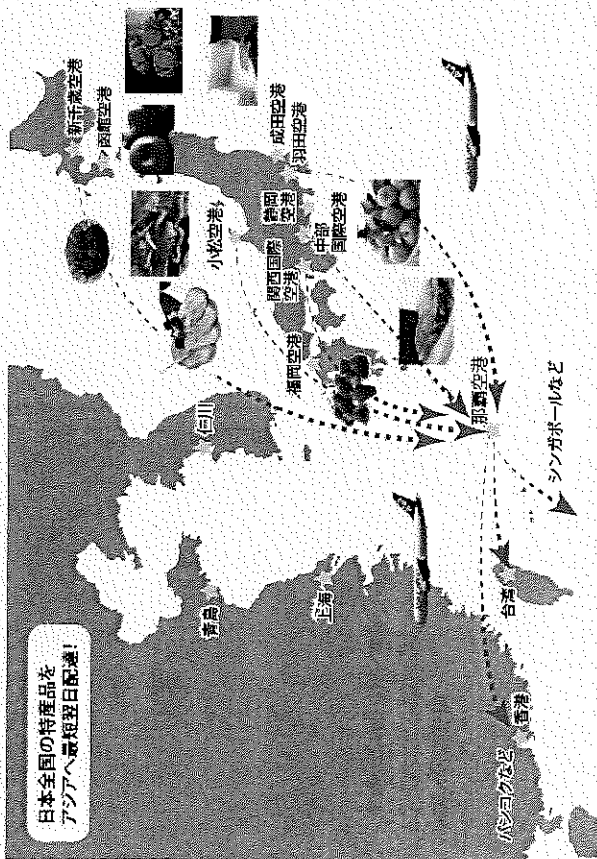 日本全国の特産品を
アジアへ最短翌日配達!
新千歳空港
函館空港
成田空港
羽田空港
小松空港
静岡
空港
中部
国際空港
関西国際
空港
福岡空港
仁川
青島
上海
那覇空港
シンガポールなど
台湾
香港
バンコクなど